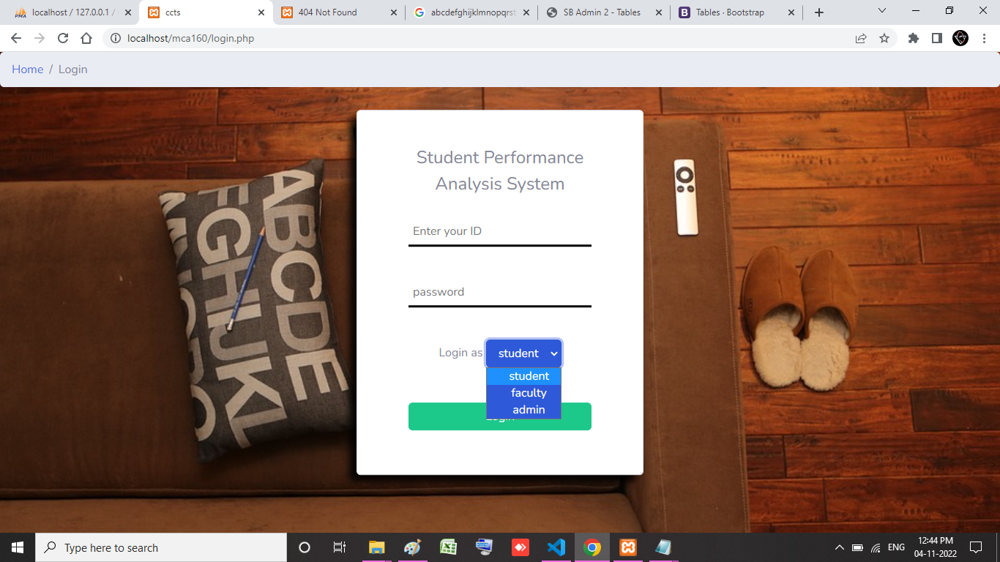 localhost / 127.0.0.1 /
ccts
404 Not Found
abcdefghijklmnopqrst
SB Admin 2 - Tables
Tables · Bootstrap
localhost/mca160/login.php
Home / Login
Student Performance
Analysis System
Enter your ID
password
Login as student
student
faculty
admin
Login
ABCDE
FGHIJKL
Type here to search
ENG
12:44 PM
04-11-2022